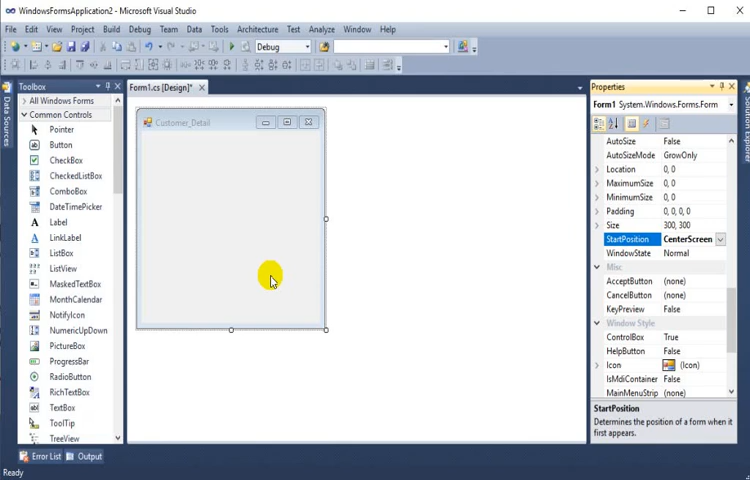 WindowsFormsApplication2 - Microsoft Visual Studio
File Edit View Project Build Debug Team Data Tools Architecture Test Analyze Window Help
Debug
Toolbox
Form1.cs [Design]*
Properties
Data Sources
Solution Explorer
All Windows Forms
Common Controls
Pointer
Button
CheckBox
CheckedListBox
ComboBox
DateTimePicker
Label
LinkLabel
ListBox
ListView
MaskedTextBox
MonthCalendar
NotifyIcon
NumericUpDown
PictureBox
ProgressBar
RadioButton
RichTextBox
TextBox
ToolTip
TreeView
Customer_Detail
Form1 System.Windows.Forms.Form
AutoSize False
AutoSizeMode GrowOnly
Location 0, 0
MaximumSize 0, 0
MinimumSize 0, 0
Padding 0, 0, 0, 0
Size 300, 300
StartPosition CenterScreen
WindowState Normal
Misc
AcceptButton (none)
CancelButton (none)
KeyPreview False
Window Style
ControlBox True
HelpButton False
Icon (Icon)
IsMdiContainer False
MainMenuStrip (none)
StartPosition
Determines the position of a form when it
first appears.
Error List Output
Ready